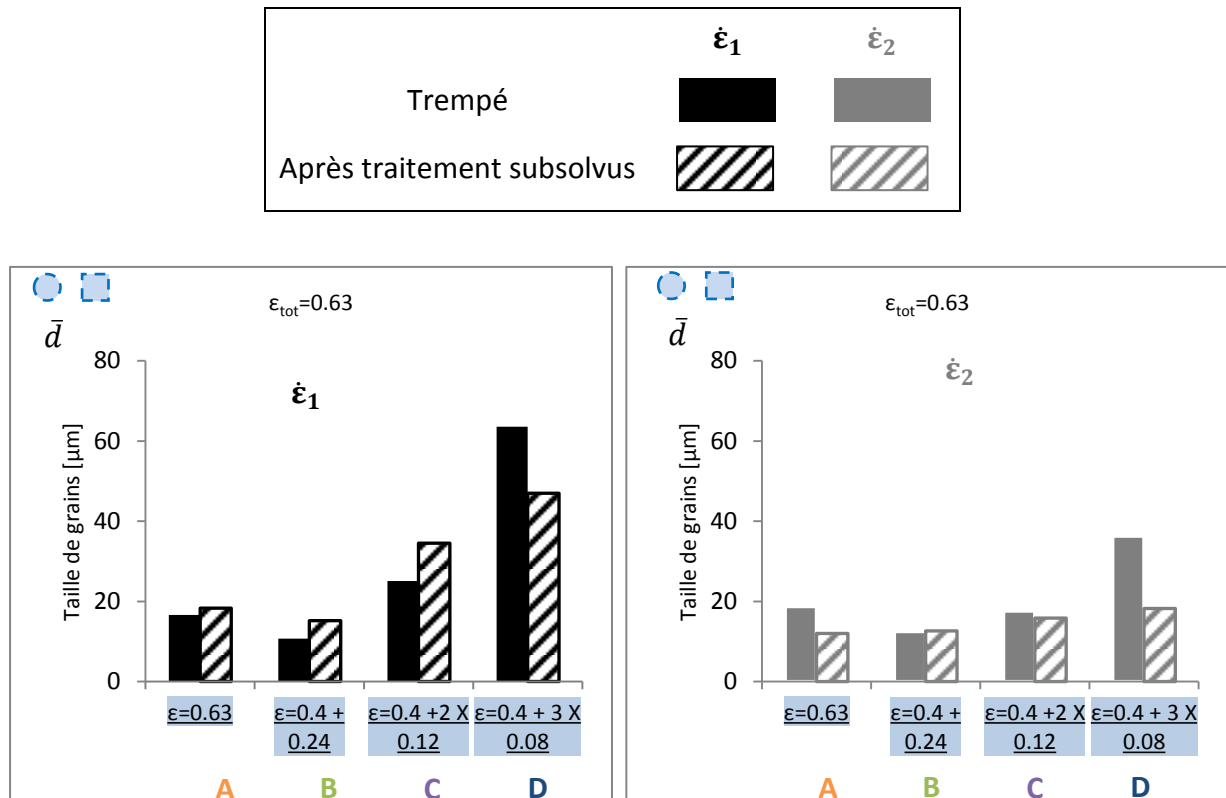 ε̇₁ ε̇₂
Trempé
Après traitement subsolvus
d̄
εtot=0.63
ε̇₁
Taille de grains [µm]
80
60
40
20
0
ε=0.63
ε=0.4 +
0.24
ε=0.4 +2 X
0.12
ε=0.4 + 3 X
0.08
A B C D
d̄
εtot=0.63
ε̇₂
Taille de grains [µm]
80
60
40
20
0
ε=0.63
ε=0.4 +
0.24
ε=0.4 +2 X
0.12
ε=0.4 + 3 X
0.08
A B C D